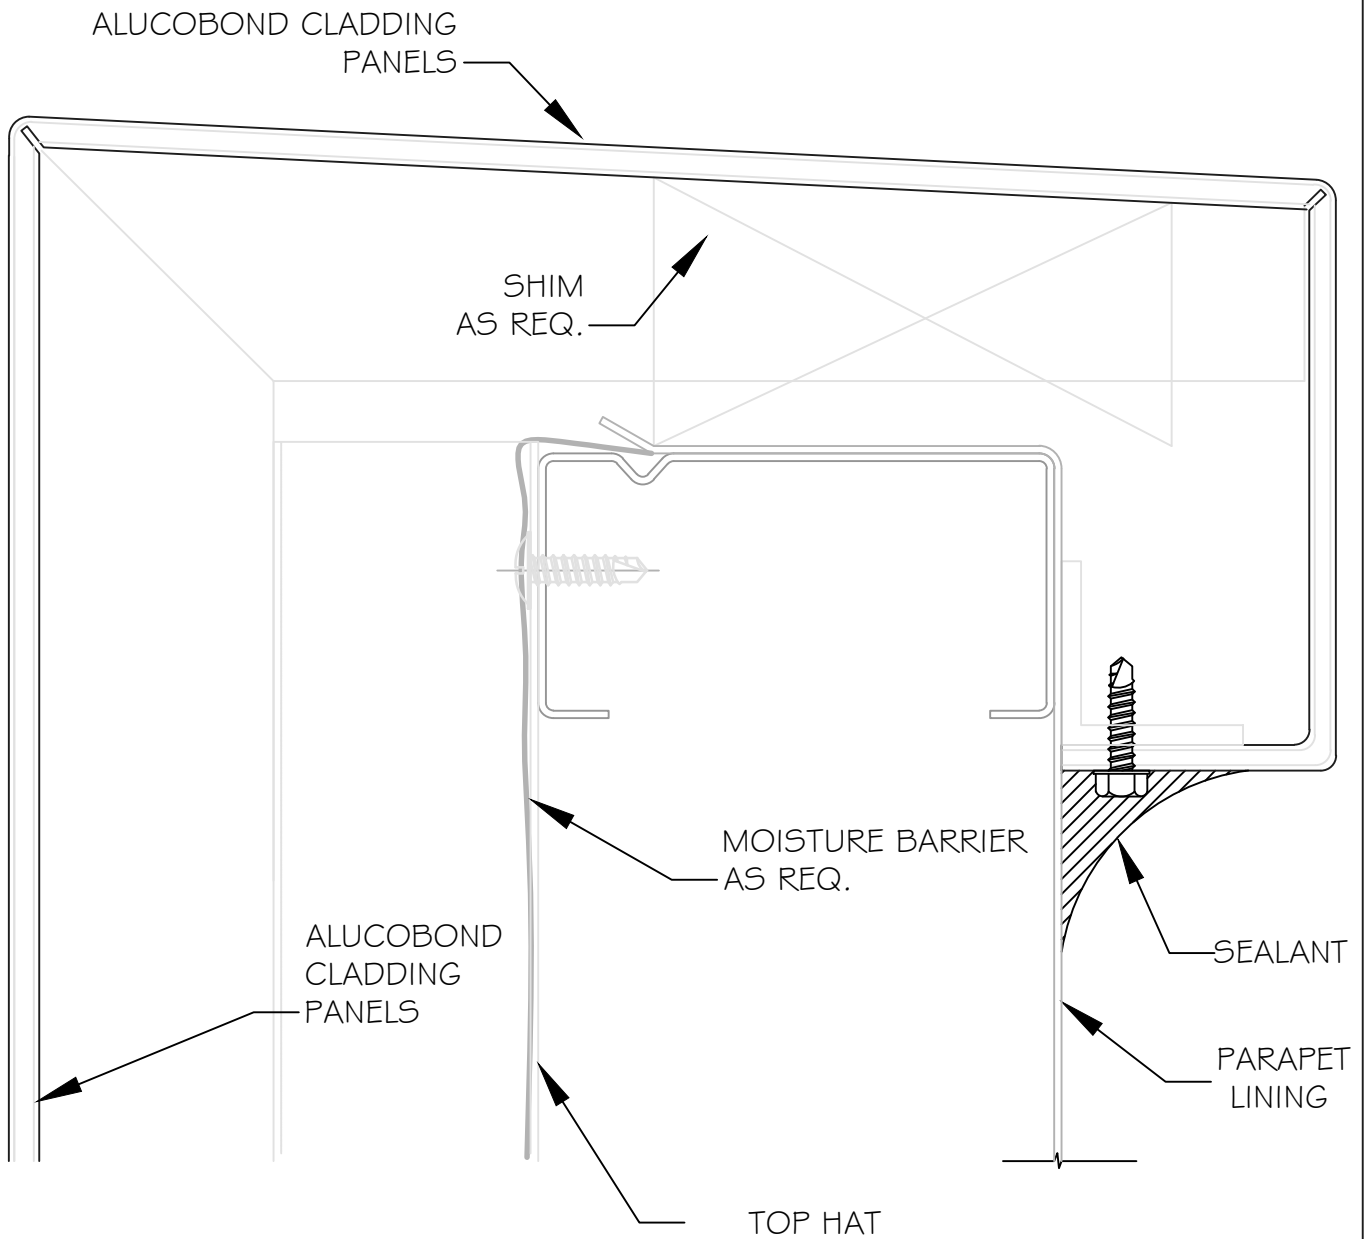 ALUCOBOND CLADDING
PANELS
SHIM
AS REQ.
MOISTURE BARRIER
AS REQ.
ALUCOBOND
CLADDING
PANELS
SEALANT
PARAPET
LINING
TOP HAT